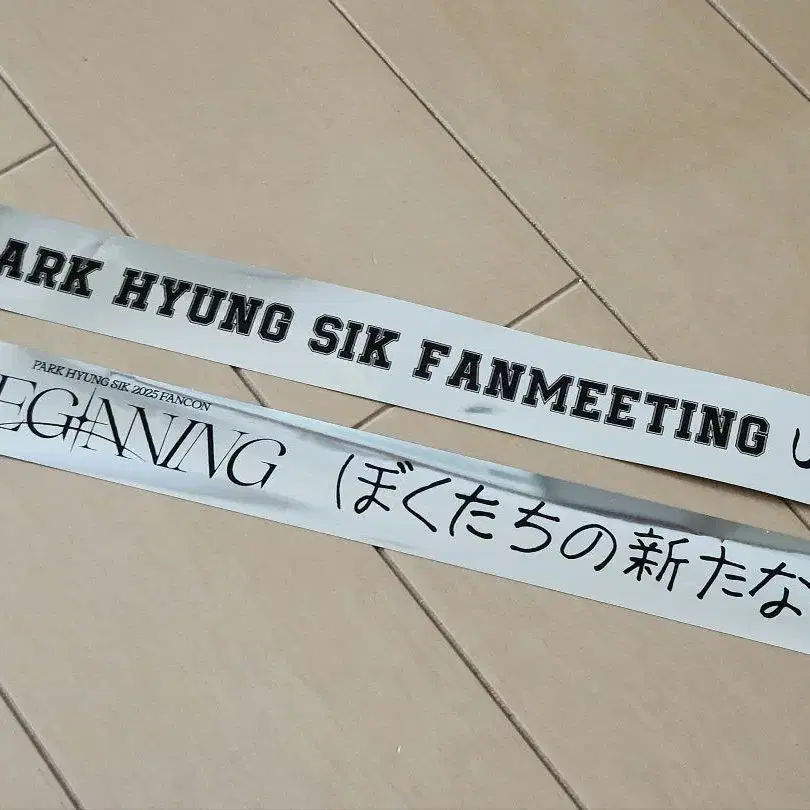 ARK HYUNG SIK FANMEETING
PARK HYUNG SIK 2025 FANCON
EGINNING ぼくたちの新たな